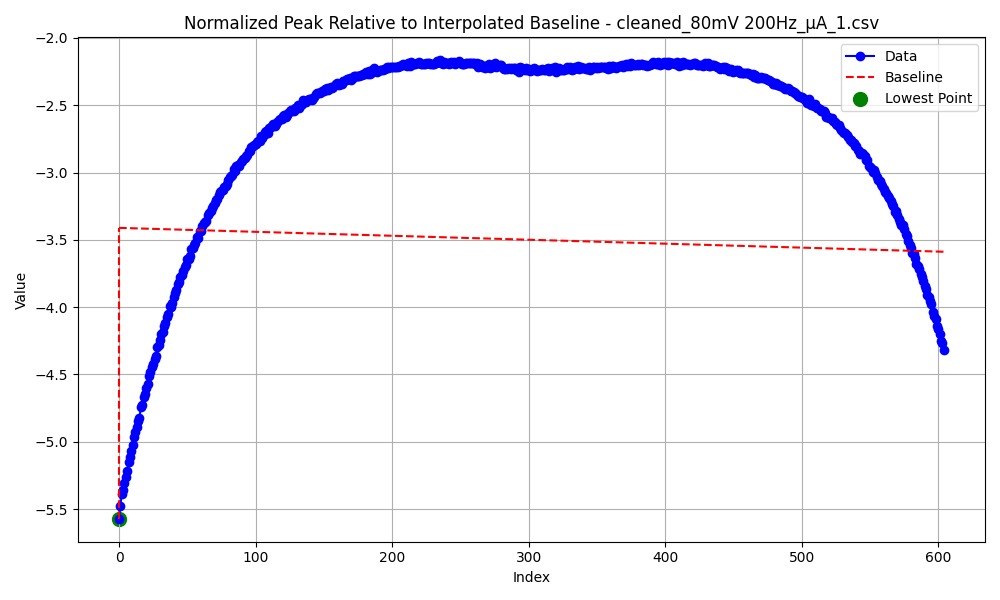 Normalized Peak Relative to Interpolated Baseline - cleaned_80mV 200Hz_μA_1.csv
−2.0
−2.5
−3.0
−3.5
−4.0
−4.5
−5.0
−5.5
Value
Data
Baseline
Lowest Point
0
100
200
300
400
500
600
Index